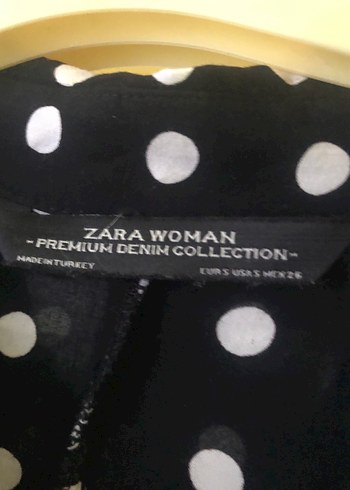 ZARA WOMAN
-PREMIUM DENIM COLLECTION-
MADE IN TURKEY
EUR S USA S MEX 26